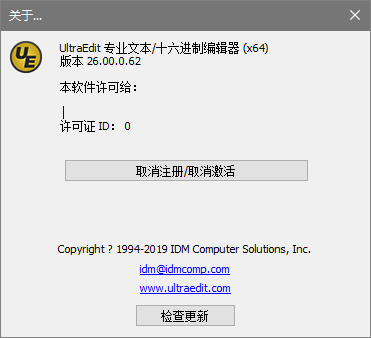 关于...
UltraEdit 专业文本/十六进制编辑器 (x64)
UE
版本 26.00.0.62
本软件许可给：
许可证 ID： 0
取消注册/取消激活
Copyright ? 1994-2019 IDM Computer Solutions, Inc.
idm@idmcomp.com
www.ultraedit.com
检查更新